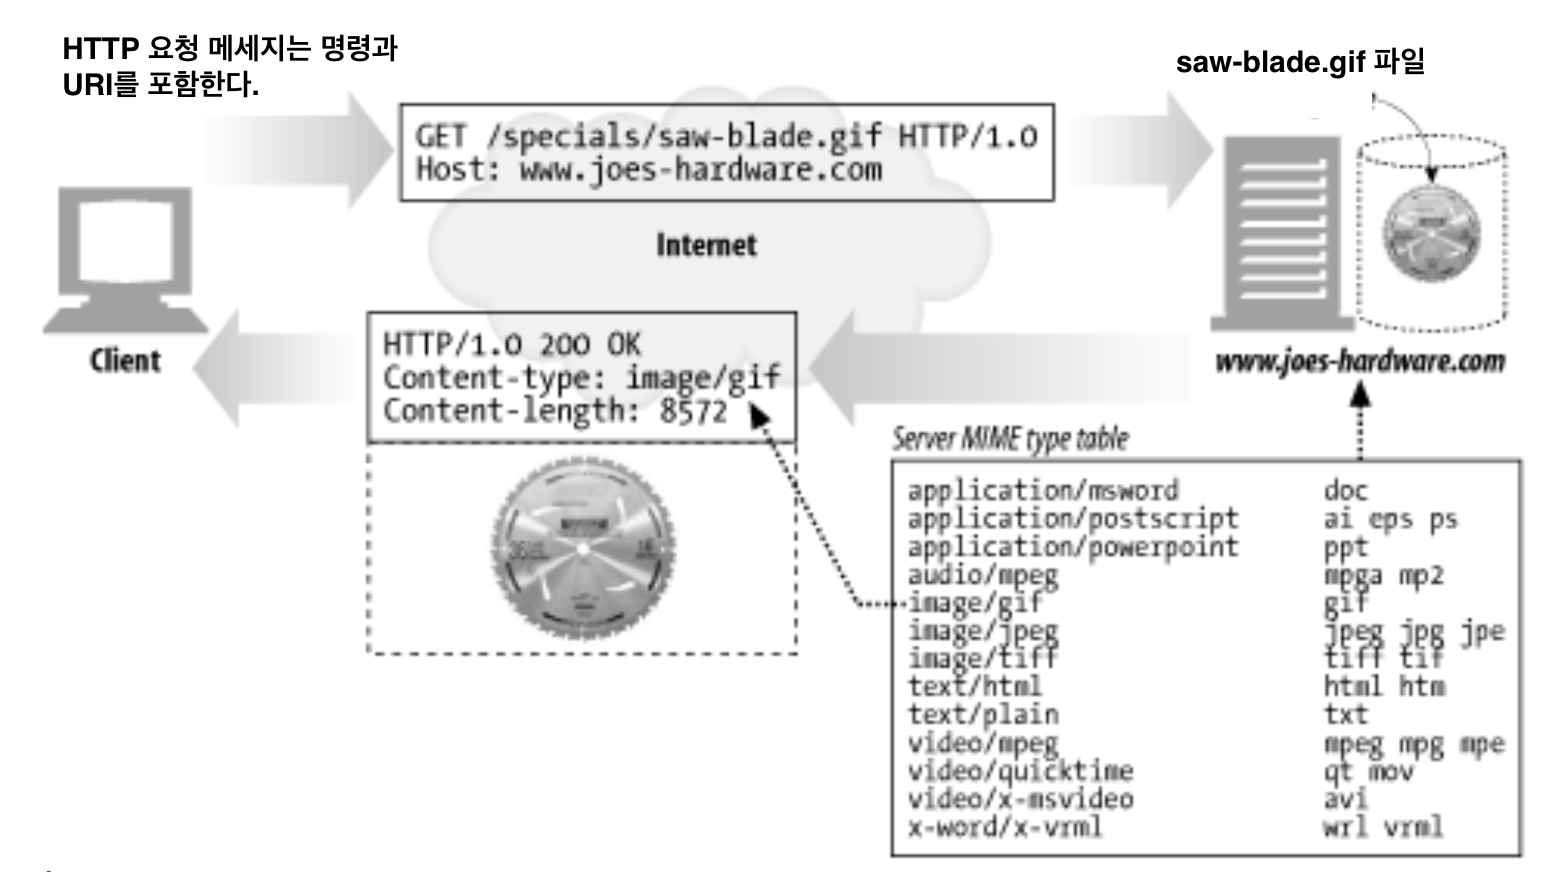 HTTP 요청 메세지는 명령과
URI를 포함한다.
saw-blade.gif 파일
GET /specials/saw-blade.gif HTTP/1.0
Host: www.joes-hardware.com
Internet
Client
HTTP/1.0 200 OK
Content-type: image/gif
Content-length: 8572
www.joes-hardware.com
Server MIME type table
application/msword doc
application/postscript ai eps ps
application/powerpoint ppt
audio/mpeg mpga mp2
image/gif gif
image/jpeg jpeg jpg jpe
image/tiff tiff tif
text/html html htm
text/plain txt
video/mpeg mpeg mpg mpe
video/quicktime qt mov
video/x-msvideo avi
x-word/x-vrml wrl vrml
36